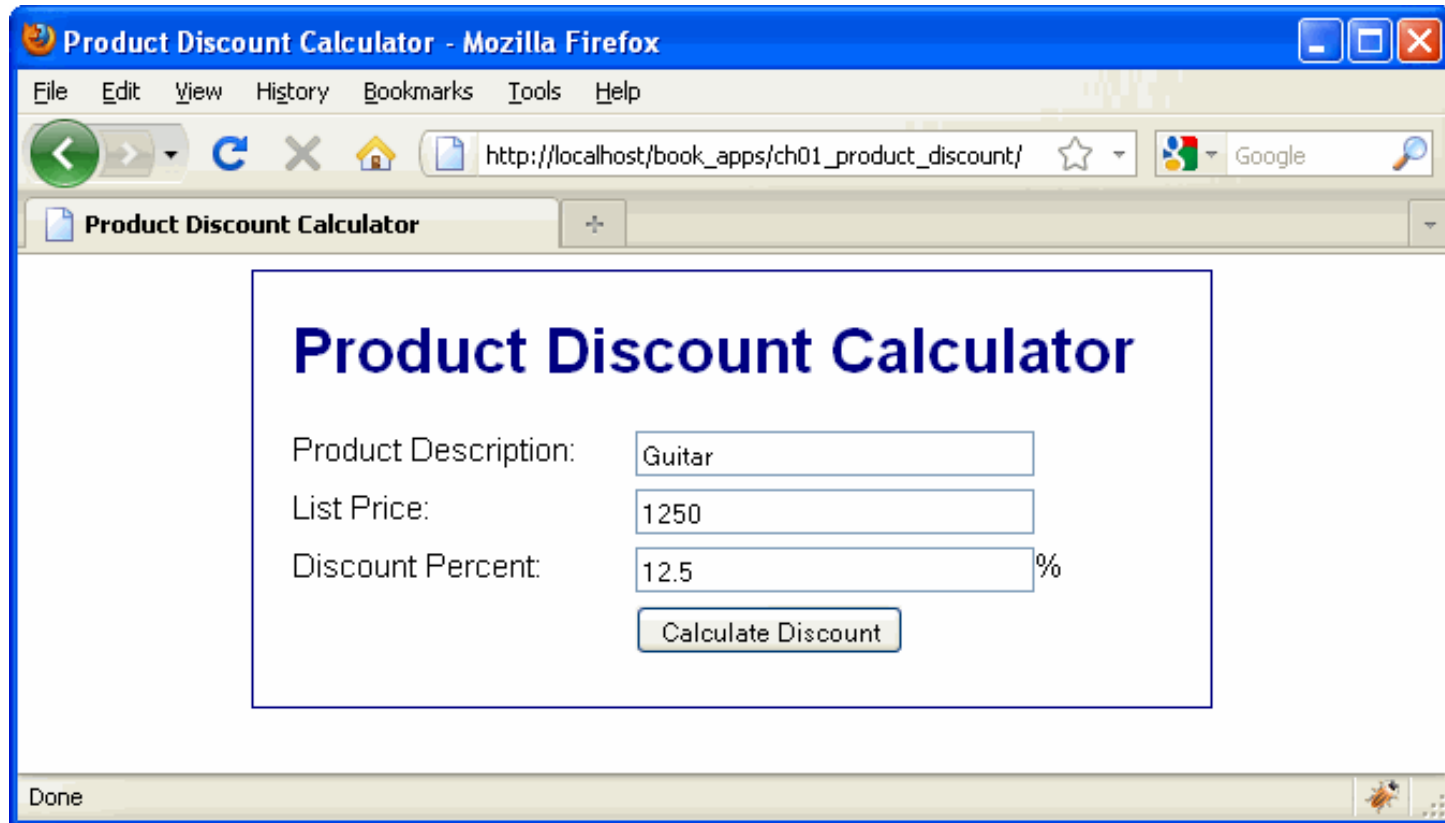 Product Discount Calculator - Mozilla Firefox
File Edit View History Bookmarks Tools Help
http://localhost/book_apps/ch01_product_discount/ Google
Product Discount Calculator
Product Discount Calculator
Product Description: Guitar
List Price: 1250
Discount Percent: 12.5 %
Calculate Discount
Done